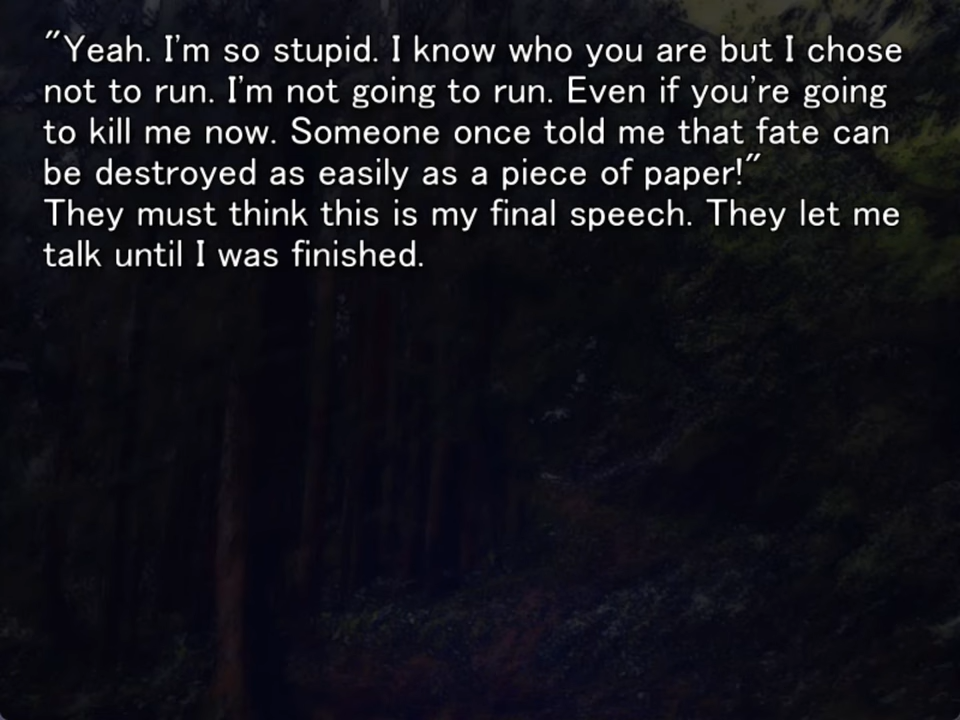 "Yeah. I'm so stupid. I know who you are but I chose
not to run. I'm not going to run. Even if you're going
to kill me now. Someone once told me that fate can
be destroyed as easily as a piece of paper!"
They must think this is my final speech. They let me
talk until I was finished.